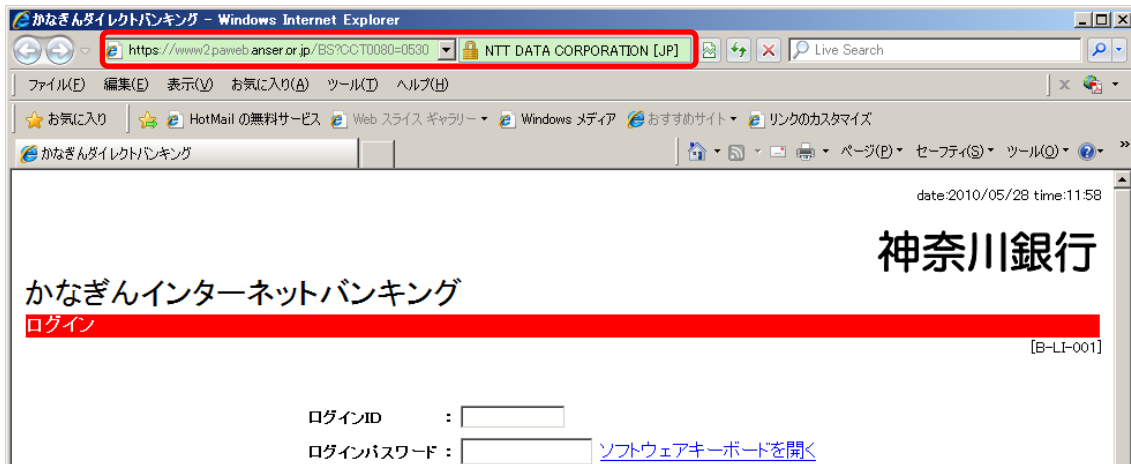 かなぎんダイレクトバンキング - Windows Internet Explorer
https://www2.paweb.anser.or.jp/BS?CCT0080=0530 NTT DATA CORPORATION [JP] Live Search
ファイル(F) 編集(E) 表示(V) お気に入り(A) ツール(T) ヘルプ(H)
お気に入り HotMail の無料サービス Web スライス ギャラリー Windows メディア おすすめサイト リンクのカスタマイズ
かなぎんダイレクトバンキング ページ(P) セーフティ(S) ツール(O) »
date:2010/05/28 time:11:58
神奈川銀行
かなぎんインターネットバンキング
ログイン
[B-LI-001]
ログインID :
ログインパスワード : ソフトウェアキーボードを開く